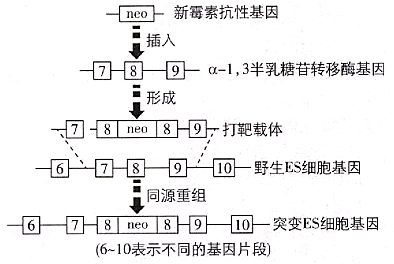 neo 新霉素抗性基因
插入
7 8 9 α-1,3半乳糖苷转移酶基因
形成
7 8 neo 8 9 打靶载体
6 7 8 9 10 野生ES细胞基因
同源重组
6 7 8 neo 8 9 10 突变ES细胞基因
(6~10表示不同的基因片段)